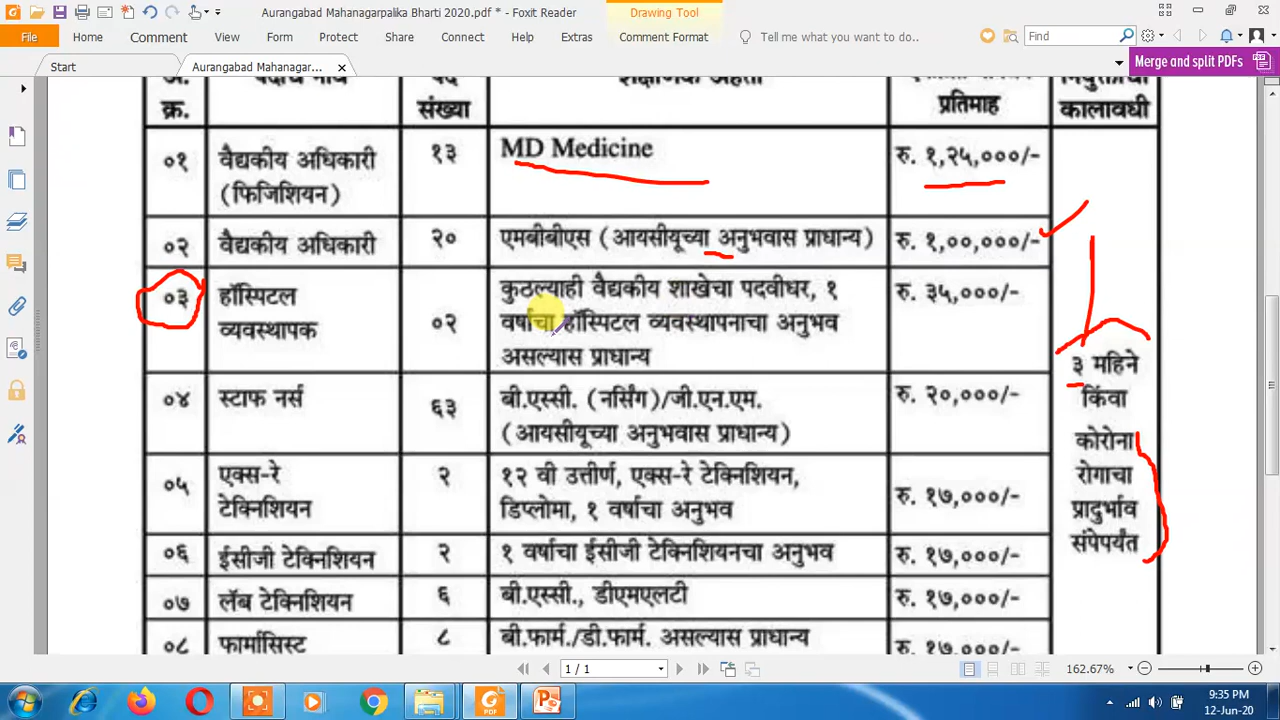 Aurangabad Mahanagarpalika Bharti 2020.pdf * - Foxit Reader
Drawing Tool
File Home Comment View Form Protect Share Connect Help Extras Comment Format Tell me what you want to do... Find
Start Aurangabad Mahanagar... Merge and split PDFs
क्र. संख्या प्रतिमाह कालावधी
०१ वैद्यकीय अधिकारी १३ MD Medicine रु. १,२५,०००/-
(फिजिशियन)
०२ वैद्यकीय अधिकारी २० एमबीबीएस (आयसीयूच्या अनुभवास प्राधान्य) रु. १,००,०००/-
०३ हॉस्पिटल कुठल्याही वैद्यकीय शाखेचा पदवीधर, १ रु. ३५,०००/-
व्यवस्थापक ०२ वर्षाचा हॉस्पिटल व्यवस्थापनाचा अनुभव
असल्यास प्राधान्य
३ महिने
किंवा
कोरोना
रोगाचा
प्रादुर्भाव
संपेपर्यंत
०४ स्टाफ नर्स ६३ बी.एस्सी. (नर्सिंग)/जी.एन.एम. रु. २०,०००/-
(आयसीयूच्या अनुभवास प्राधान्य)
०५ एक्स-रे २ १२ वी उत्तीर्ण, एक्स-रे टेक्निशियन, रु. १७,०००/-
टेक्निशियन डिप्लोमा, १ वर्षाचा अनुभव
०६ ईसीजी टेक्निशियन २ १ वर्षाचा ईसीजी टेक्निशियनचा अनुभव रु. १७,०००/-
०७ लॅब टेक्निशियन ६ बी.एस्सी., डीएमएलटी रु. १७,०००/-
०८ फार्मासिस्ट ८ बी.फार्म./डी.फार्म. असल्यास प्राधान्य रु. १७,०००/-
1 / 1 162.67%
9:35 PM
12-Jun-20